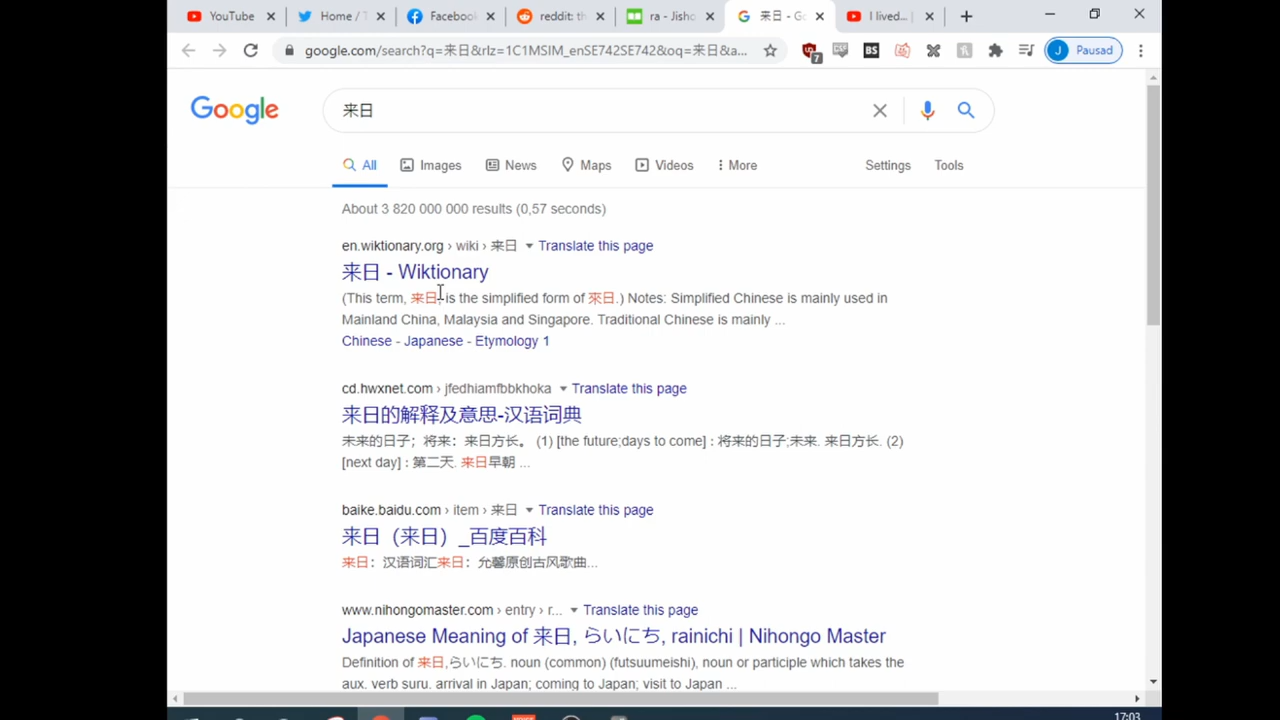 YouTube
Home / T
Facebook
reddit: th
ra - Jisho
来日 - Go
I lived...
google.com/search?q=来日&rlz=1C1MSIM_enSE742SE742&oq=来日&a...
7
BS
J Pausad
Google
来日
All Images News Maps Videos More Settings Tools
About 3 820 000 000 results (0,57 seconds)
en.wiktionary.org › wiki › 来日 Translate this page
来日 - Wiktionary
(This term, 来日, is the simplified form of 來日.) Notes: Simplified Chinese is mainly used in
Mainland China, Malaysia and Singapore. Traditional Chinese is mainly ...
Chinese - Japanese - Etymology 1
cd.hwxnet.com › jfedhiamfbbkhoka Translate this page
来日的解释及意思-汉语词典
未来的日子；将来：来日方长。 (1) [the future;days to come] : 将来的日子;未来. 来日方长. (2)
[next day] : 第二天. 来日早朝 ...
baike.baidu.com › item › 来日 Translate this page
来日（来日）_百度百科
来日：汉语词汇来日：允馨原创古风歌曲...
www.nihongomaster.com › entry › r... Translate this page
Japanese Meaning of 来日, らいにち, rainichi | Nihongo Master
Definition of 来日,らいにち. noun (common) (futsuumeishi), noun or participle which takes the
aux. verb suru. arrival in Japan; coming to Japan; visit to Japan ...
17:03